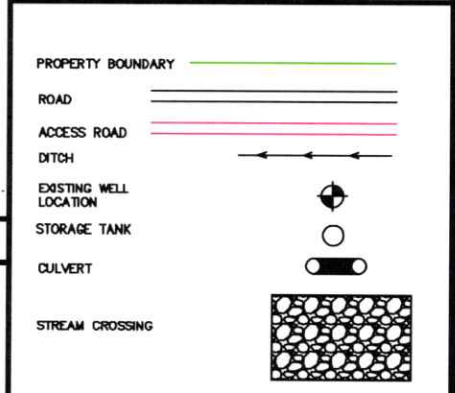 PROPERTY BOUNDARY
ROAD
ACCESS ROAD
DITCH
EXISTING WELL
LOCATION
STORAGE TANK
CULVERT
STREAM CROSSING